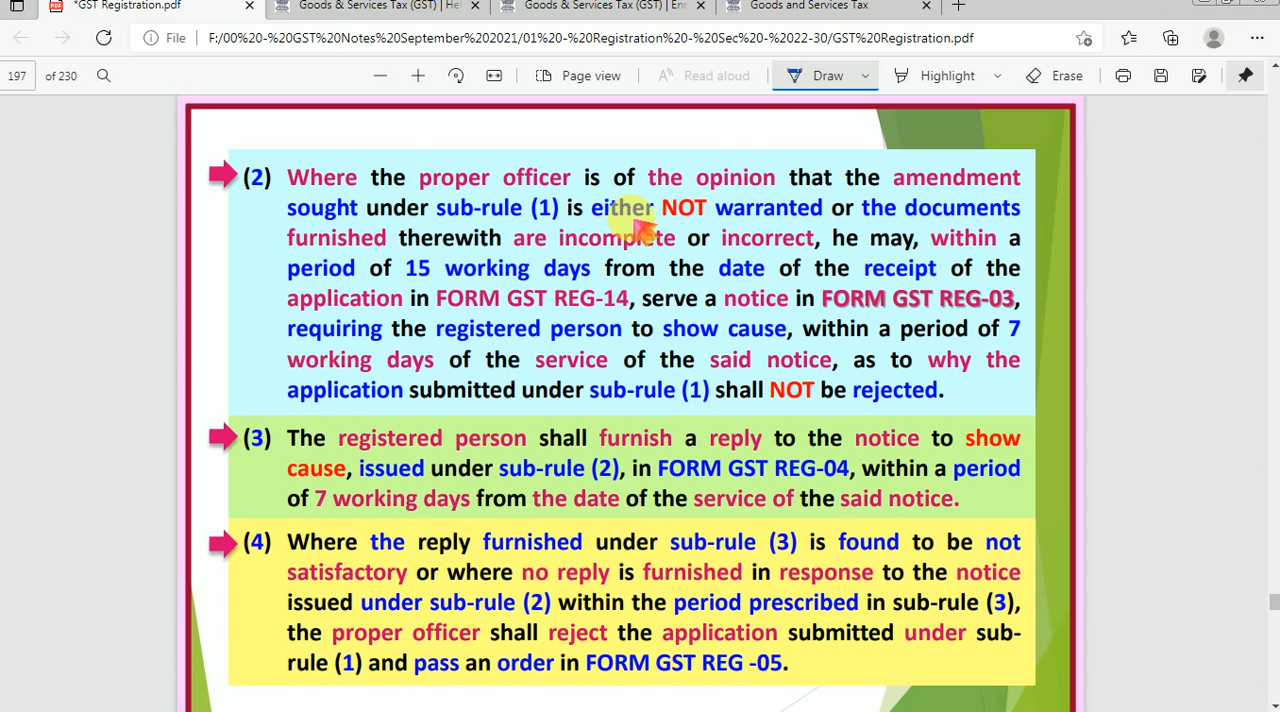 *GST Registration.pdf
Goods & Services Tax (GST) | He
Goods & Services Tax (GST) | En
Goods and Services Tax
File
F:/00%20-%20GST%20Notes%20September%202221/01%20-%20Registration%20-%20Sec%20-%2022-30/GST%20Registration.pdf
197 of 230
Page view
Read aloud
Draw
Highlight
Erase
(2) Where the proper officer is of the opinion that the amendment
sought under sub-rule (1) is either NOT warranted or the documents
furnished therewith are incomplete or incorrect, he may, within a
period of 15 working days from the date of the receipt of the
application in FORM GST REG-14, serve a notice in FORM GST REG-03,
requiring the registered person to show cause, within a period of 7
working days of the service of the said notice, as to why the
application submitted under sub-rule (1) shall NOT be rejected.
(3) The registered person shall furnish a reply to the notice to show
cause, issued under sub-rule (2), in FORM GST REG-04, within a period
of 7 working days from the date of the service of the said notice.
(4) Where the reply furnished under sub-rule (3) is found to be not
satisfactory or where no reply is furnished in response to the notice
issued under sub-rule (2) within the period prescribed in sub-rule (3),
the proper officer shall reject the application submitted under sub-
rule (1) and pass an order in FORM GST REG -05.